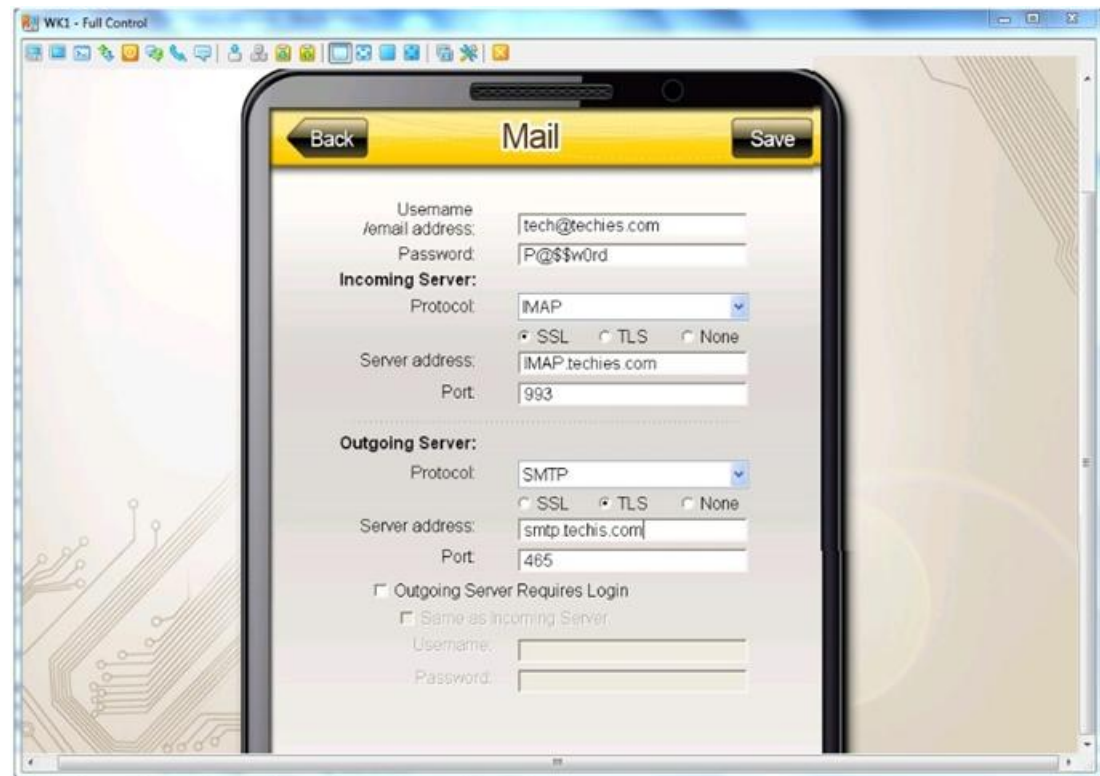 WK1 - Full Control
Back Mail Save
Username
/email address: tech@techies.com
Password: P@$$w0rd
Incoming Server:
Protocol: IMAP
SSL TLS None
Server address: IMAP.techies.com
Port: 993
Outgoing Server:
Protocol: SMTP
SSL TLS None
Server address: smtp.techis.com
Port: 465
Outgoing Server Requires Login
Same as Incoming Server
Username:
Password: